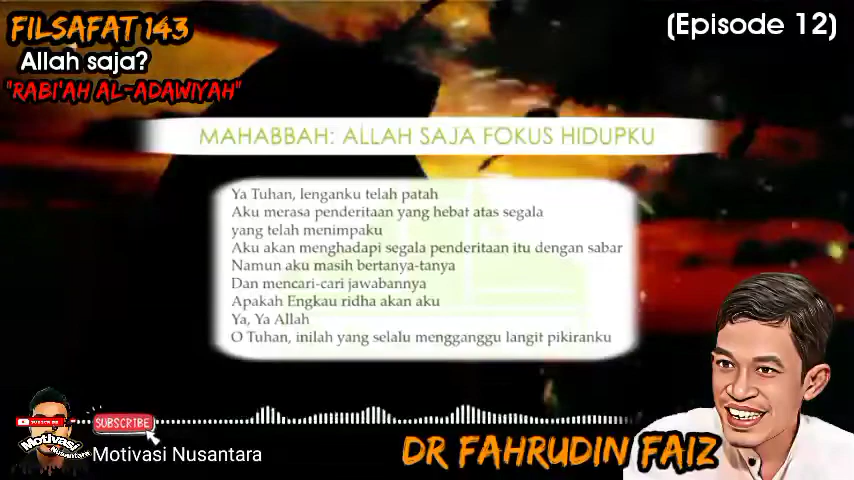 FILSAFAT 143
(Episode 12)
Allah saja?
"RABI'AH AL-ADAWIYAH"
MAHABBAH: ALLAH SAJA FOKUS HIDUPKU
Ya Tuhan, lenganku telah patah
Aku merasa penderitaan yang hebat atas segala
yang telah menimpaku
Aku akan menghadapi segala penderitaan itu dengan sabar
Namun aku masih bertanya-tanya
Dan mencari-cari jawabannya
Apakah Engkau ridha akan aku
Ya, Ya Allah
O Tuhan, inilah yang selalu mengganggu langit pikiranku
SUBSCRIBE
SUBSCRIBE
Motivasi
Nusantara
Motivasi Nusantara
DR FAHRUDIN FAIZ